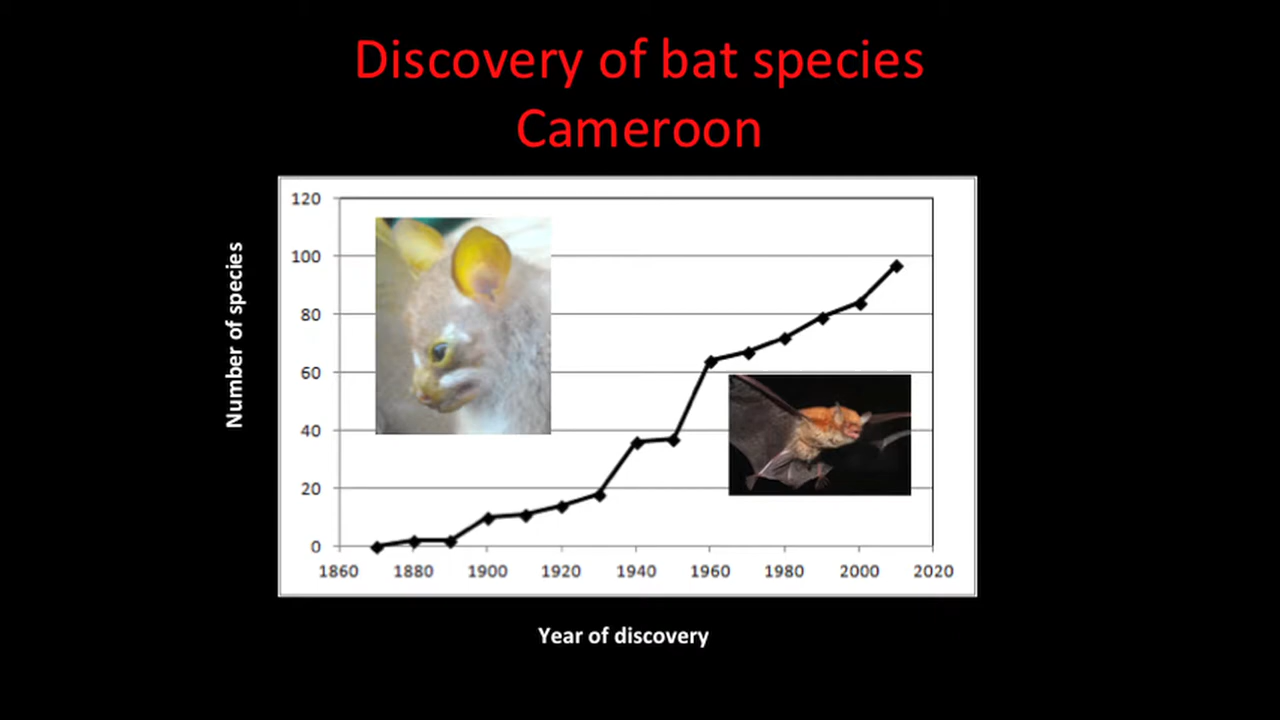 Discovery of bat species
Cameroon
120
100
80
60
40
20
0
1860 1880 1900 1920 1940 1960 1980 2000 2020
Number of species
Year of discovery